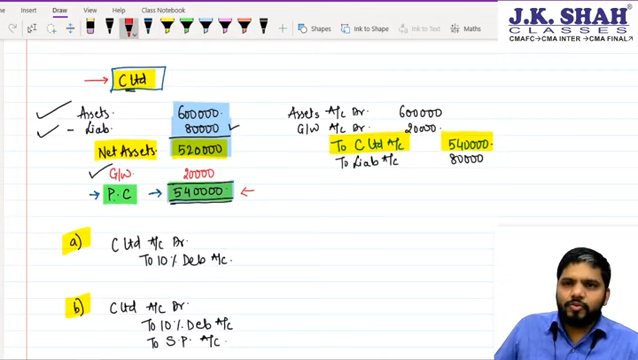 File Home Insert Draw View Class Notebook
Shapes Ink to Shape Ink to Text Maths
J.K. SHAH
CLASSES
CMAFC→CMA INTER →CMA FINAL
C Ltd
Assets 600000
- Liab 80000
Net Assets 520000
G/W 20000
P.C 540000
Assets A/c Dr. 600000
G/W A/c Dr. 20000
To C Ltd A/c 540000
To Liab A/c 80000
a) C Ltd A/c Dr.
To 10% Deb A/c.
b) C Ltd A/c Dr.
To 10% Deb A/c
To S.P. A/c.